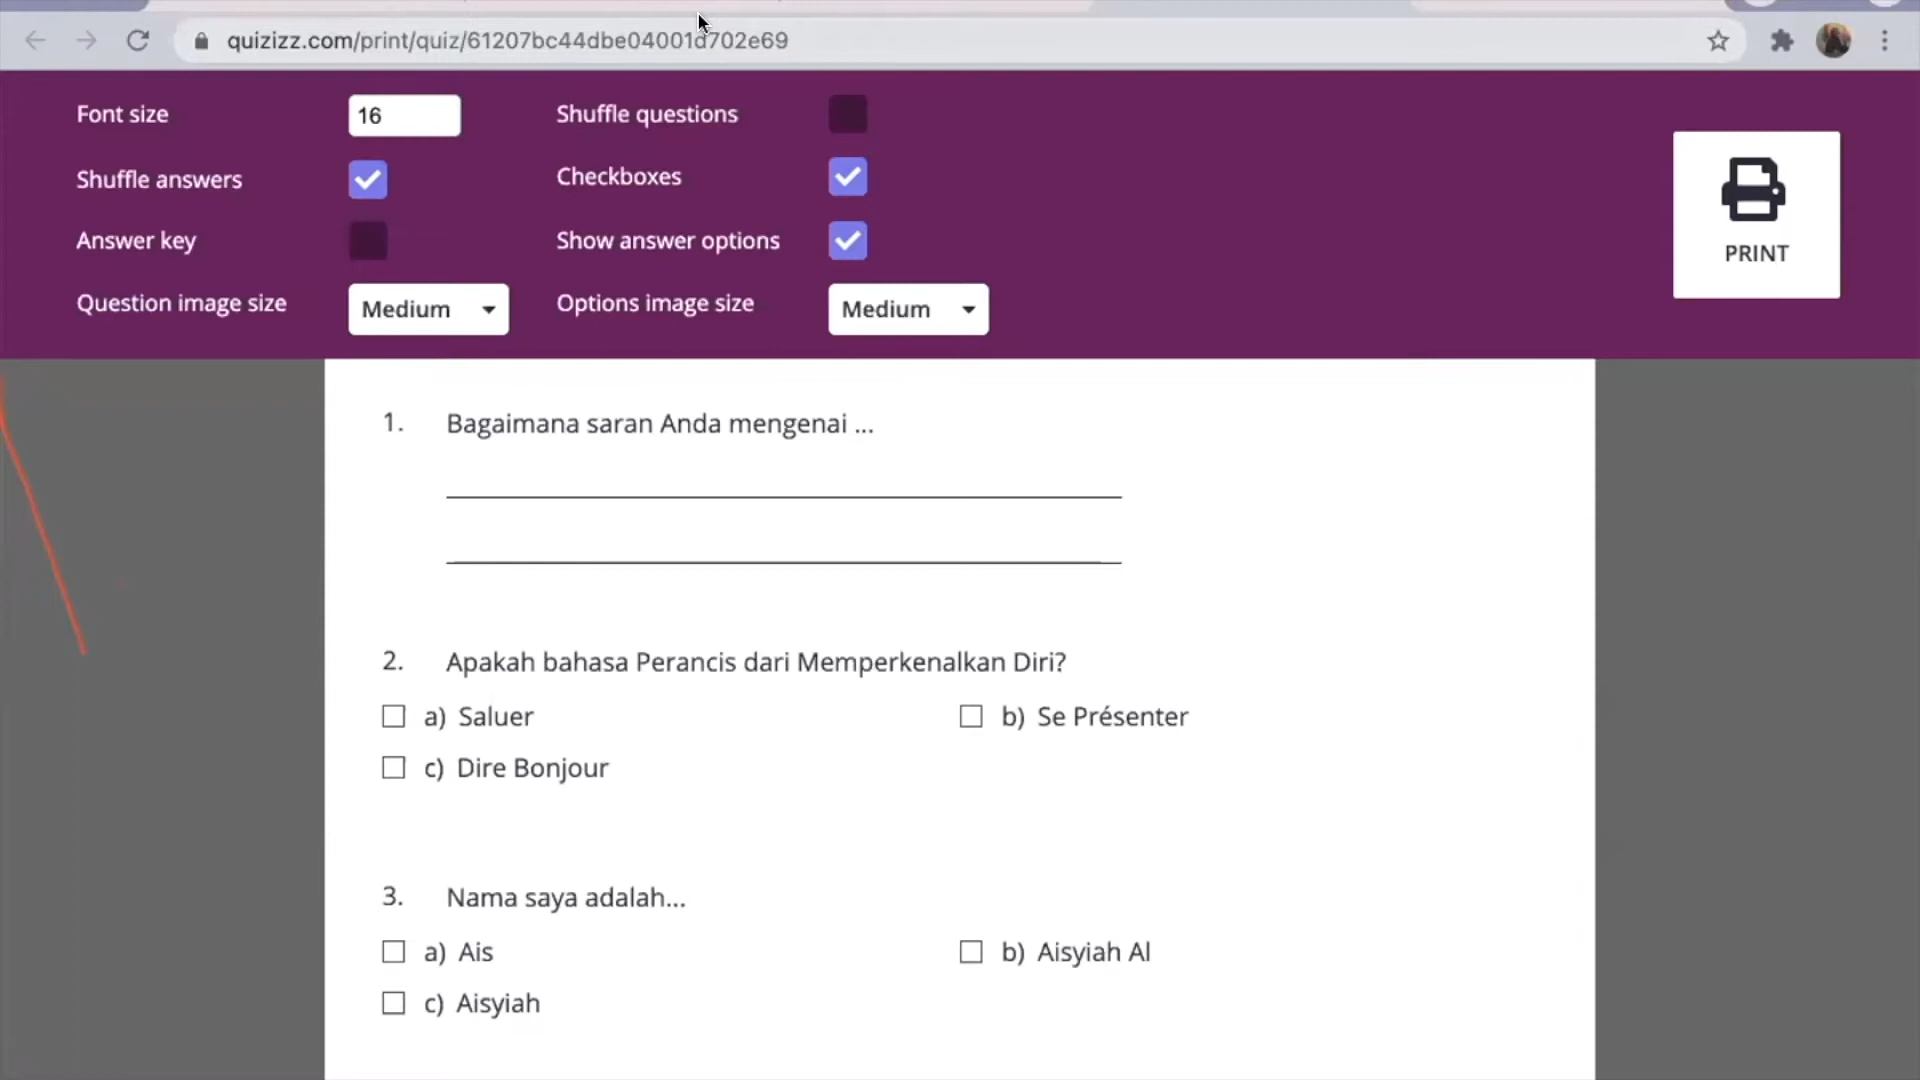 quizizz.com/print/quiz/61207bc44dbe04001d702e69
Font size
16
Shuffle questions
Shuffle answers
Checkboxes
Answer key
Show answer options
Question image size
Medium
Options image size
Medium
PRINT
1. Bagaimana saran Anda mengenai ...
2. Apakah bahasa Perancis dari Memperkenalkan Diri?
a) Saluer
b) Se Présenter
c) Dire Bonjour
3. Nama saya adalah...
a) Ais
b) Aisyiah Al
c) Aisyiah